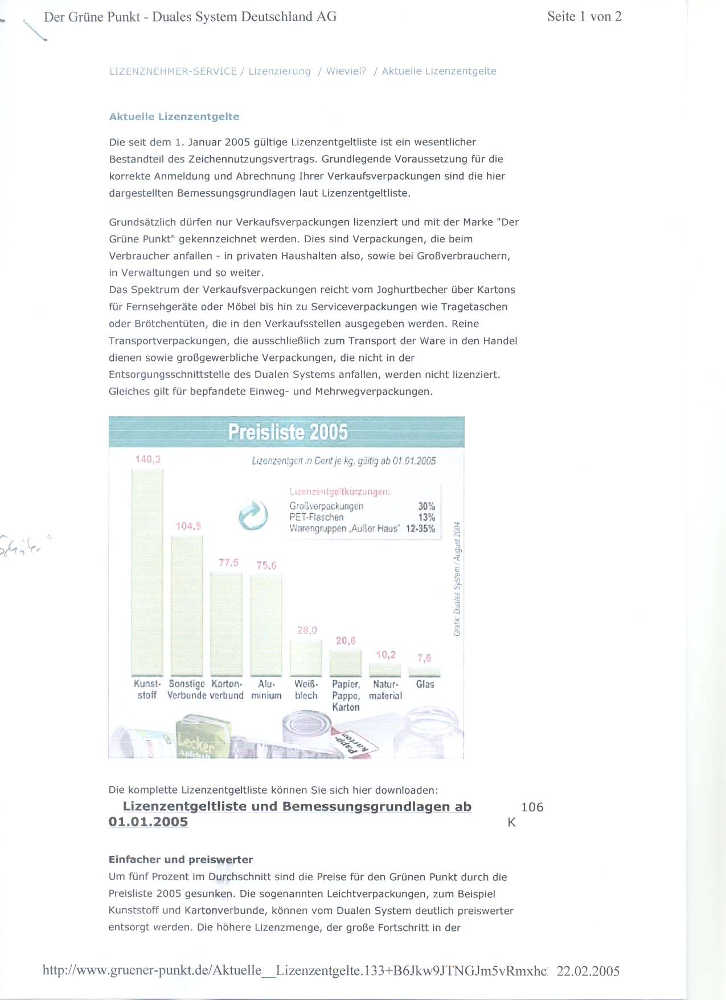 Der Grüne Punkt - Duales System Deutschland AG Seite 1 von 2
LIZENZNEHMER-SERVICE / Lizenzierung / Wieviel? / Aktuelle Lizenzentgelte
Aktuelle Lizenzentgelte
Die seit dem 1. Januar 2005 gültige Lizenzentgeltliste ist ein wesentlicher
Bestandteil des Zeichennutzungsvertrags. Grundlegende Voraussetzung für die
korrekte Anmeldung und Abrechnung Ihrer Verkaufsverpackungen sind die hier
dargestellten Bemessungsgrundlagen laut Lizenzentgeltliste.
Grundsätzlich dürfen nur Verkaufsverpackungen lizenziert und mit der Marke "Der
Grüne Punkt" gekennzeichnet werden. Dies sind Verpackungen, die beim
Verbraucher anfallen - in privaten Haushalten also, sowie bei Großverbrauchern,
in Verwaltungen und so weiter.
Das Spektrum der Verkaufsverpackungen reicht vom Joghurtbecher über Kartons
für Fernsehgeräte oder Möbel bis hin zu Serviceverpackungen wie Tragetaschen
oder Brötchentüten, die in den Verkaufsstellen ausgegeben werden. Reine
Transportverpackungen, die ausschließlich zum Transport der Ware in den Handel
dienen sowie großgewerbliche Verpackungen, die nicht in der
Entsorgungsschnittstelle des Dualen Systems anfallen, werden nicht lizenziert.
Gleiches gilt für bepfandete Einweg- und Mehrwegverpackungen.
Preisliste 2005
Lizenzentgelt in Cent je kg, gültig ab 01.01.2005
Lizenzentgeltkürzungen:
Großverpackungen 30%
PET-Flaschen 13%
Warengruppen „Außer Haus" 12-35%
140,3
104,5
77,5
75,6
28,0
20,6
10,2
7,6
Kunst-
stoff
Sonstige
Verbunde
Karton-
verbund
Alu-
minium
Weiß-
blech
Papier,
Pappe,
Karton
Natur-
material
Glas
Grafik: Duales System / August 2004
Lecker
Papp-
karton
Die komplette Lizenzentgeltliste können Sie sich hier downloaden:
Lizenzentgeltliste und Bemessungsgrundlagen ab 106
01.01.2005 K
Einfacher und preiswerter
Um fünf Prozent im Durchschnitt sind die Preise für den Grünen Punkt durch die
Preisliste 2005 gesunken. Die sogenannten Leichtverpackungen, zum Beispiel
Kunststoff und Kartonverbunde, können vom Dualen System deutlich preiswerter
entsorgt werden. Die höhere Lizenzmenge, der große Fortschritt in der
http://www.gruener-punkt.de/Aktuelle__Lizenzentgelte.133+B6Jkw9JTNGJm5vRmxhc 22.02.2005